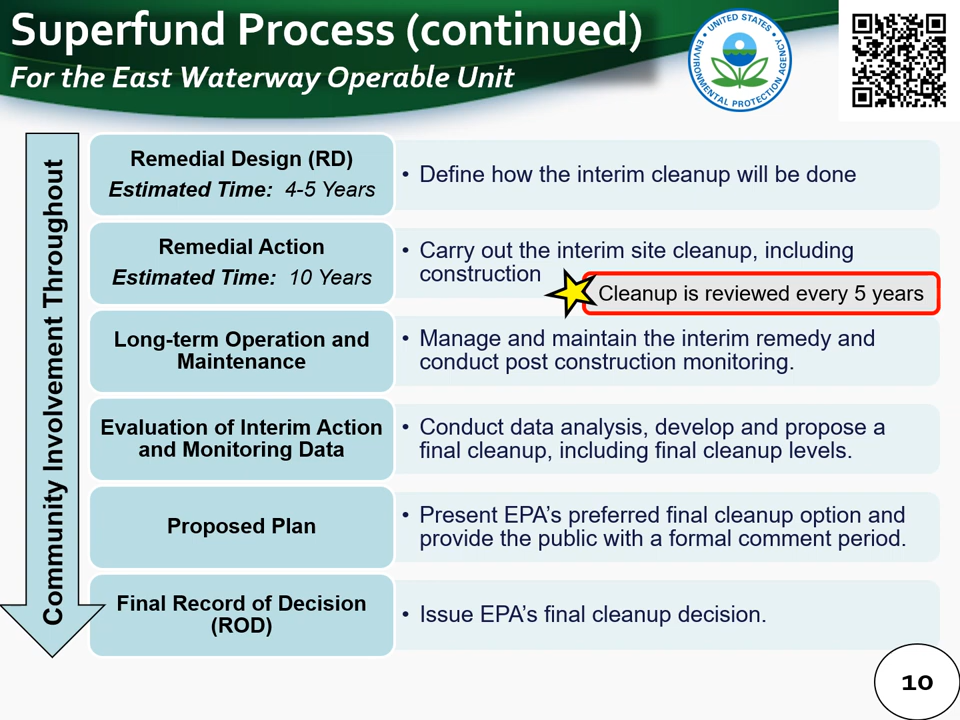 Superfund Process (continued)
For the East Waterway Operable Unit
UNITED STATES
ENVIRONMENTAL PROTECTION AGENCY
Community Involvement Throughout
Remedial Design (RD)
Estimated Time: 4-5 Years
• Define how the interim cleanup will be done
Remedial Action
Estimated Time: 10 Years
• Carry out the interim site cleanup, including
construction
Cleanup is reviewed every 5 years
Long-term Operation and
Maintenance
• Manage and maintain the interim remedy and
conduct post construction monitoring.
Evaluation of Interim Action
and Monitoring Data
• Conduct data analysis, develop and propose a
final cleanup, including final cleanup levels.
Proposed Plan
• Present EPA’s preferred final cleanup option and
provide the public with a formal comment period.
Final Record of Decision
(ROD)
• Issue EPA’s final cleanup decision.
10